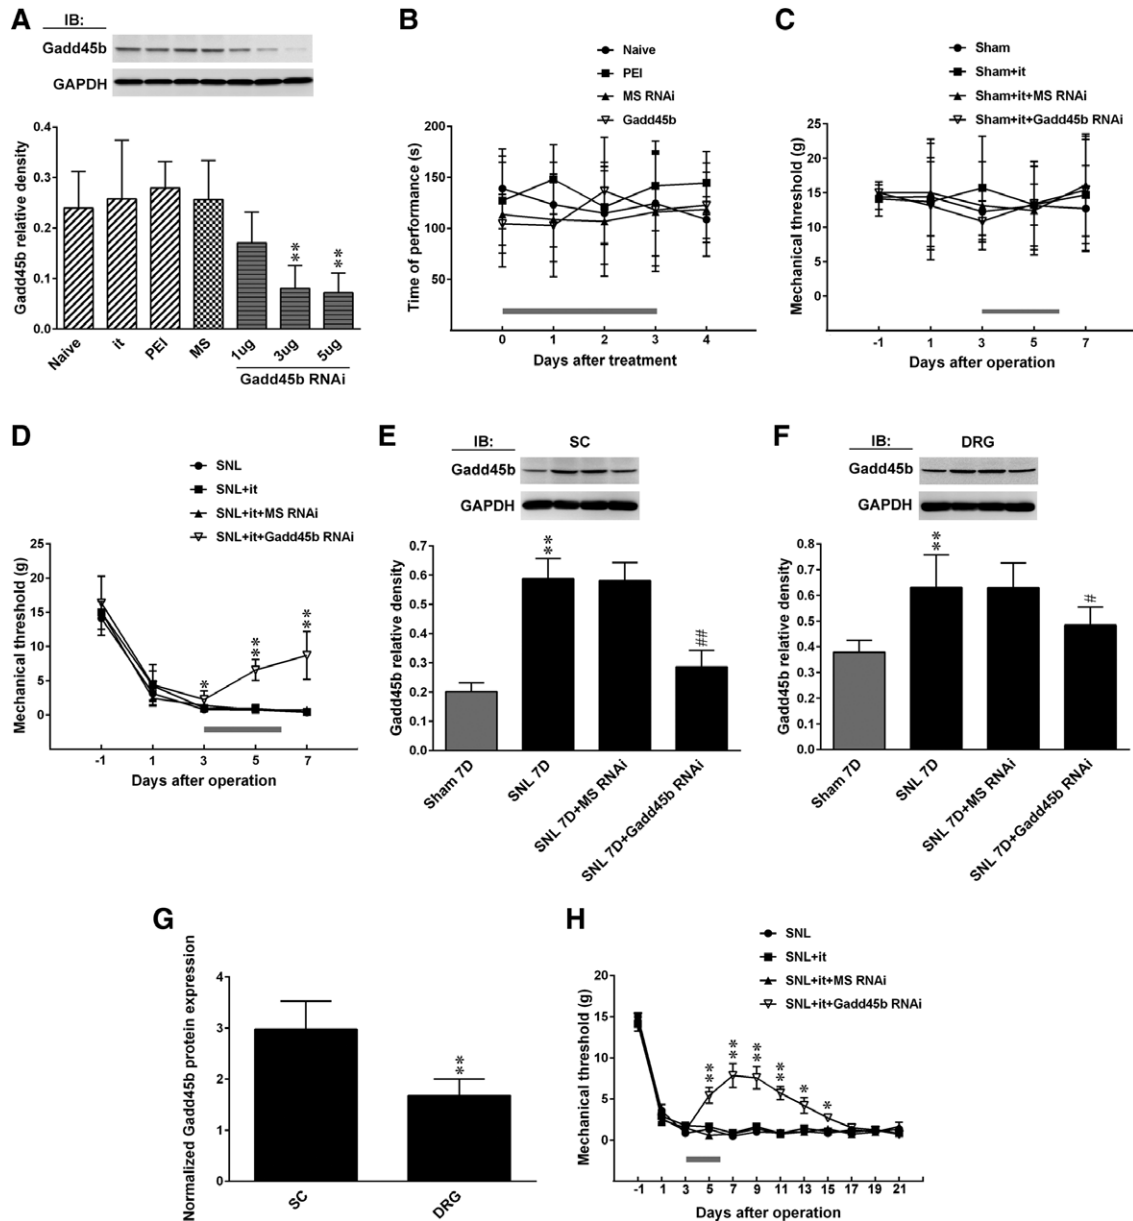 A
IB:
Gadd45b
GAPDH
Gadd45b relative density
0.4
0.3
0.2
0.1
0.0
**
**
Naive
it
PEI
MS
1ug
3ug
5ug
Gadd45b RNAi
B
Naive
PEI
MS RNAi
Gadd45b
Time of performance (s)
200
150
100
50
0
1
2
3
4
Days after treatment
C
Sham
Sham+it
Sham+it+MS RNAi
Sham+it+Gadd45b RNAi
Mechanical threshold (g)
25
20
15
10
5
0
-1
1
3
5
7
Days after operation
D
SNL
SNL+it
SNL+it+MS RNAi
SNL+it+Gadd45b RNAi
Mechanical threshold (g)
25
20
15
10
5
0
*
**
**
-1
1
3
5
7
Days after operation
E
IB:
SC
Gadd45b
GAPDH
Gadd45b relative density
0.7
0.6
0.5
0.4
0.3
0.2
0.1
0.0
**
##
Sham 7D
SNL 7D
SNL 7D+MS RNAi
SNL 7D+Gadd45b RNAi
F
IB:
DRG
Gadd45b
GAPDH
Gadd45b relative density
0.8
0.7
0.6
0.5
0.4
0.3
0.2
0.1
0.0
**
#
Sham 7D
SNL 7D
SNL 7D+MS RNAi
SNL 7D+Gadd45b RNAi
G
Normalized Gadd45b protein expression
4
3
2
1
0
**
SC
DRG
H
SNL
SNL+it
SNL+it+MS RNAi
SNL+it+Gadd45b RNAi
Mechanical threshold (g)
20
15
10
5
0
**
**
**
**
*
*
-1
1
3
5
7
9
11
13
15
17
19
21
Days after operation